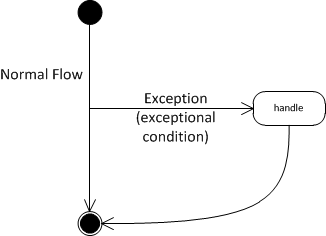 Normal Flow
Exception
(exceptional
condition)
handle